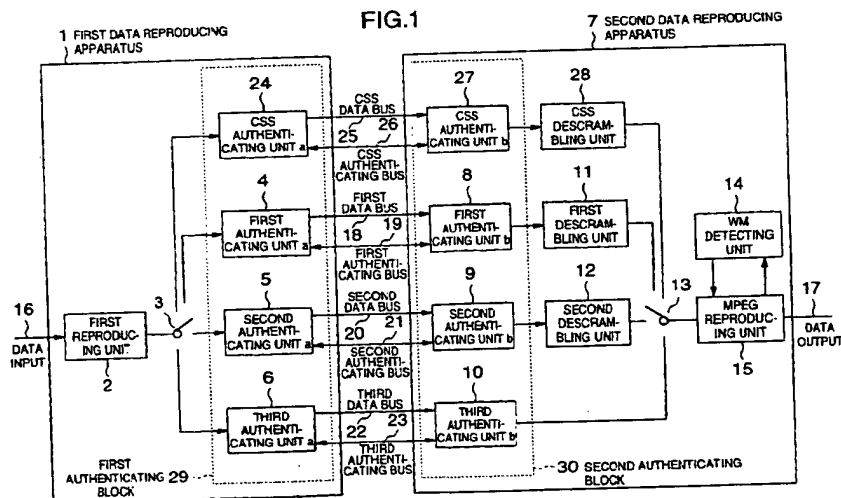 FIG.1
1 FIRST DATA REPRODUCING
APPARATUS
7 SECOND DATA REPRODUCING
APPARATUS
24
CSS
AUTHENTI-
CATING UNIT a
CSS
DATA BUS
25
26
CSS
AUTHENTI-
CATING BUS
27
CSS
AUTHENTI-
CATING UNIT b
28
CSS
DESCRAM-
BLING UNIT
4
FIRST
AUTHENTI-
CATING UNIT a
FIRST
DATA BUS
18
19
FIRST
AUTHENTI-
CATING BUS
8
FIRST
AUTHENTI-
CATING UNIT b
11
FIRST
DESCRAM-
BLING UNIT
14
WM
DETECTING
UNIT
16
DATA
INPUT
FIRST
REPRODUC-
ING UNIT
2
3
5
SECOND
AUTHENTI-
CATING UNIT a
SECOND
DATA BUS
20
21
SECOND
AUTHENTI-
CATING BUS
9
SECOND
AUTHENTI-
CATING UNIT b
12
SECOND
DESCRAM-
BLING UNIT
13
MPEG
REPRODUC-
ING UNIT
15
17
DATA
OUTPUT
6
THIRD
AUTHENTI-
CATING UNIT a
THIRD
DATA BUS
22
23
THIRD
AUTHENTI-
CATING BUS
10
THIRD
AUTHENTI-
CATING UNIT b
FIRST
AUTHENTICATING 29
BLOCK
30 SECOND AUTHENTICATING
BLOCK